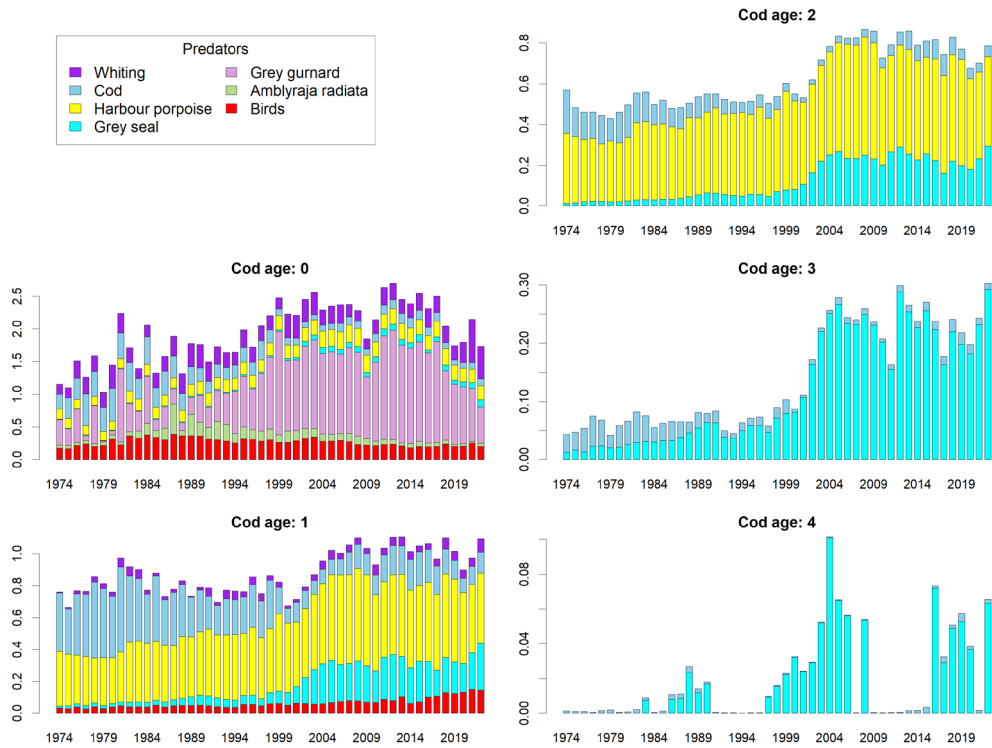 Predators
Whiting
Cod
Harbour porpoise
Grey seal
Grey gurnard
Amblyraja radiata
Birds
Cod age: 2
0.0 0.2 0.4 0.6 0.8
1974 1979 1984 1989 1994 1999 2004 2009 2014 2019
Cod age: 0
0.0 0.5 1.0 1.5 2.0 2.5
1974 1979 1984 1989 1994 1999 2004 2009 2014 2019
Cod age: 3
0.00 0.10 0.20 0.30
1974 1979 1984 1989 1994 1999 2004 2009 2014 2019
Cod age: 1
0.0 0.2 0.4 0.6 0.8 1.0
1974 1979 1984 1989 1994 1999 2004 2009 2014 2019
Cod age: 4
0.00 0.04 0.08
1974 1979 1984 1989 1994 1999 2004 2009 2014 2019